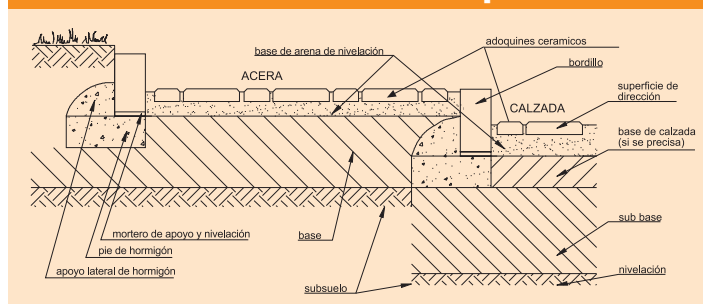 base de arena de nivelación
adoquines ceramicos
bordillo
ACERA
superficie de
dirección
CALZADA
base de calzada
(si se precisa)
mortero de apoyo y nivelación
base
sub base
pie de hormigón
apoyo lateral de hormigón
subsuelo
nivelación